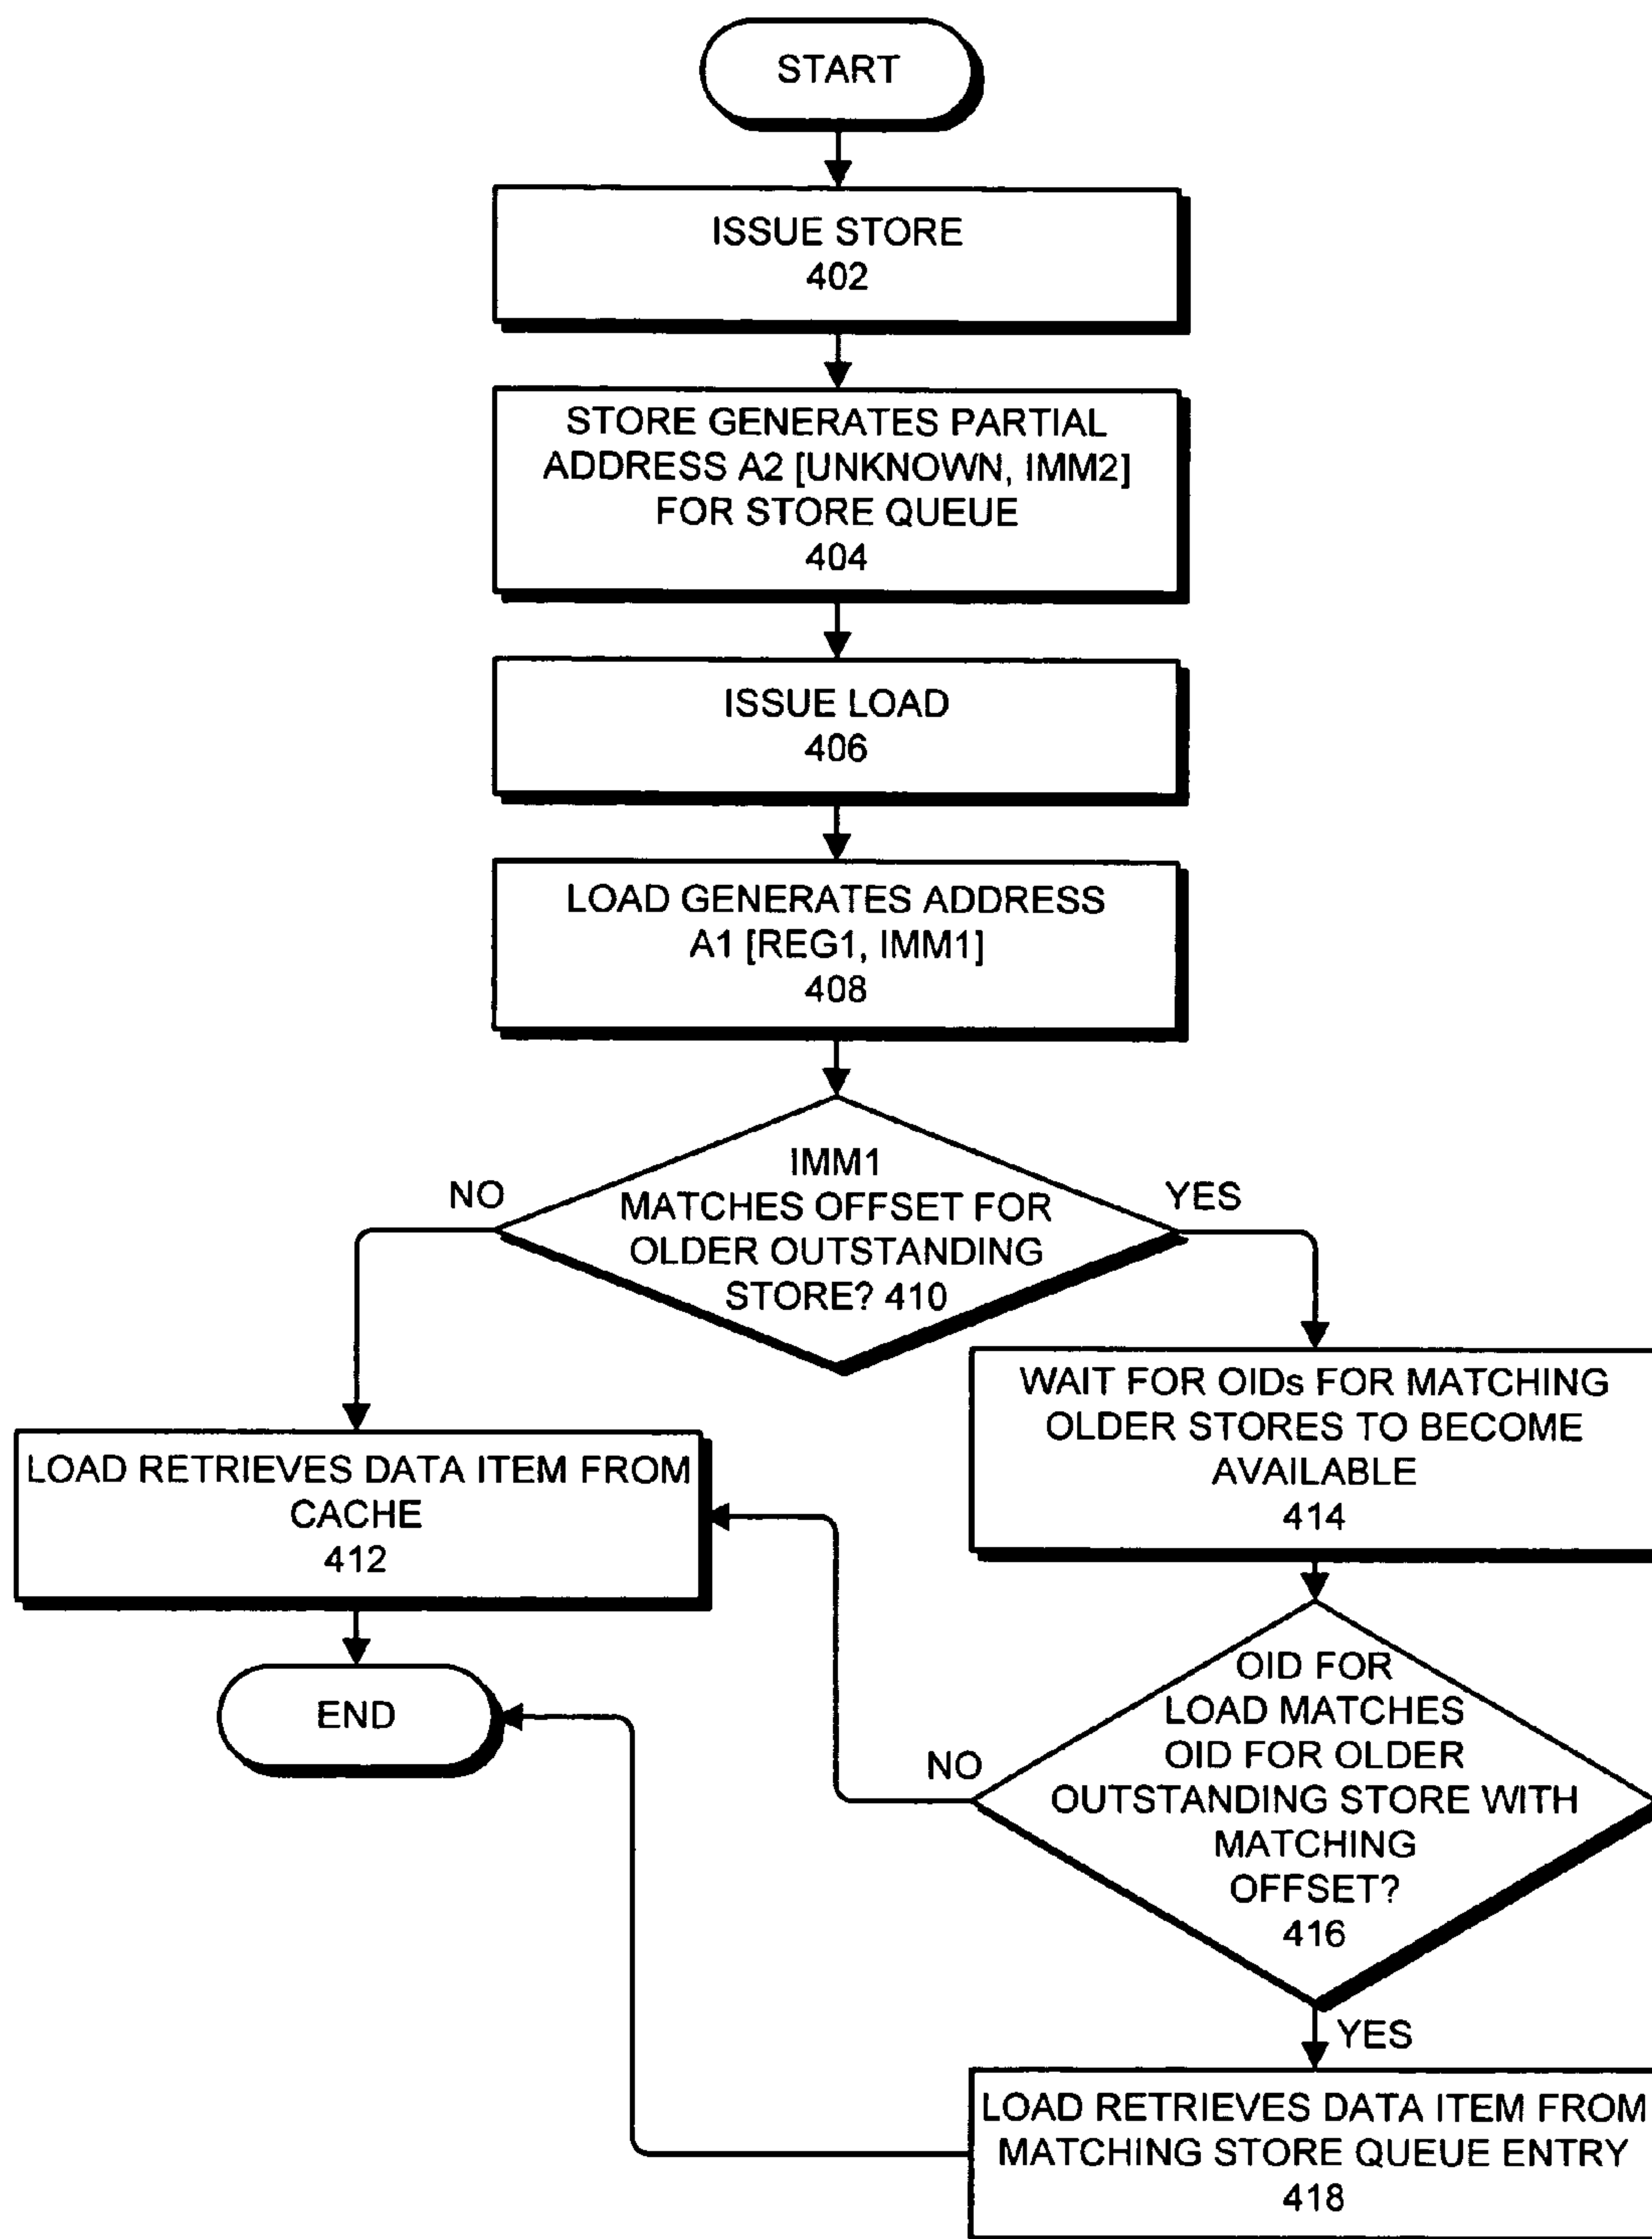 START
ISSUE STORE
402
STORE GENERATES PARTIAL
ADDRESS A2 [UNKNOWN, IMM2]
FOR STORE QUEUE
404
ISSUE LOAD
406
LOAD GENERATES ADDRESS
A1 [REG1, IMM1]
408
IMM1
MATCHES OFFSET FOR
OLDER OUTSTANDING
STORE? 410
NO
YES
LOAD RETRIEVES DATA ITEM FROM
CACHE
412
END
WAIT FOR OIDs FOR MATCHING
OLDER STORES TO BECOME
AVAILABLE
414
OID FOR
LOAD MATCHES
OID FOR OLDER
OUTSTANDING STORE WITH
MATCHING
OFFSET?
416
NO
YES
LOAD RETRIEVES DATA ITEM FROM
MATCHING STORE QUEUE ENTRY
418